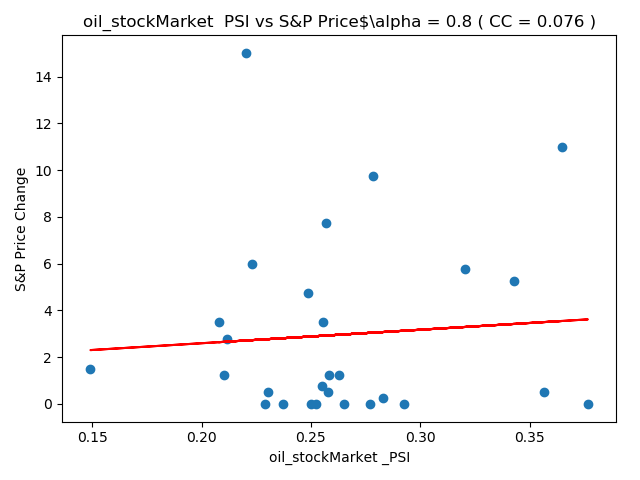 oil_stockMarket  PSI vs S&P Price$\alpha = 0.8 ( CC = 0.076 )
14
12
10
8
6
4
2
0
S&P Price Change
0.15 0.20 0.25 0.30 0.35
oil_stockMarket _PSI